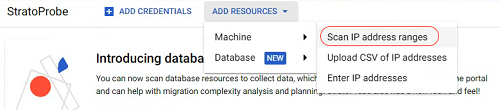 StratoProbe
ADD CREDENTIALS
ADD RESOURCES
Machine
Scan IP address ranges
Database NEW
Upload CSV of IP addresses
Enter IP addresses
Introducing databa
You can now scan database resources to collect data, which
the portal
and can help with migration complexity analysis and planning
feel!